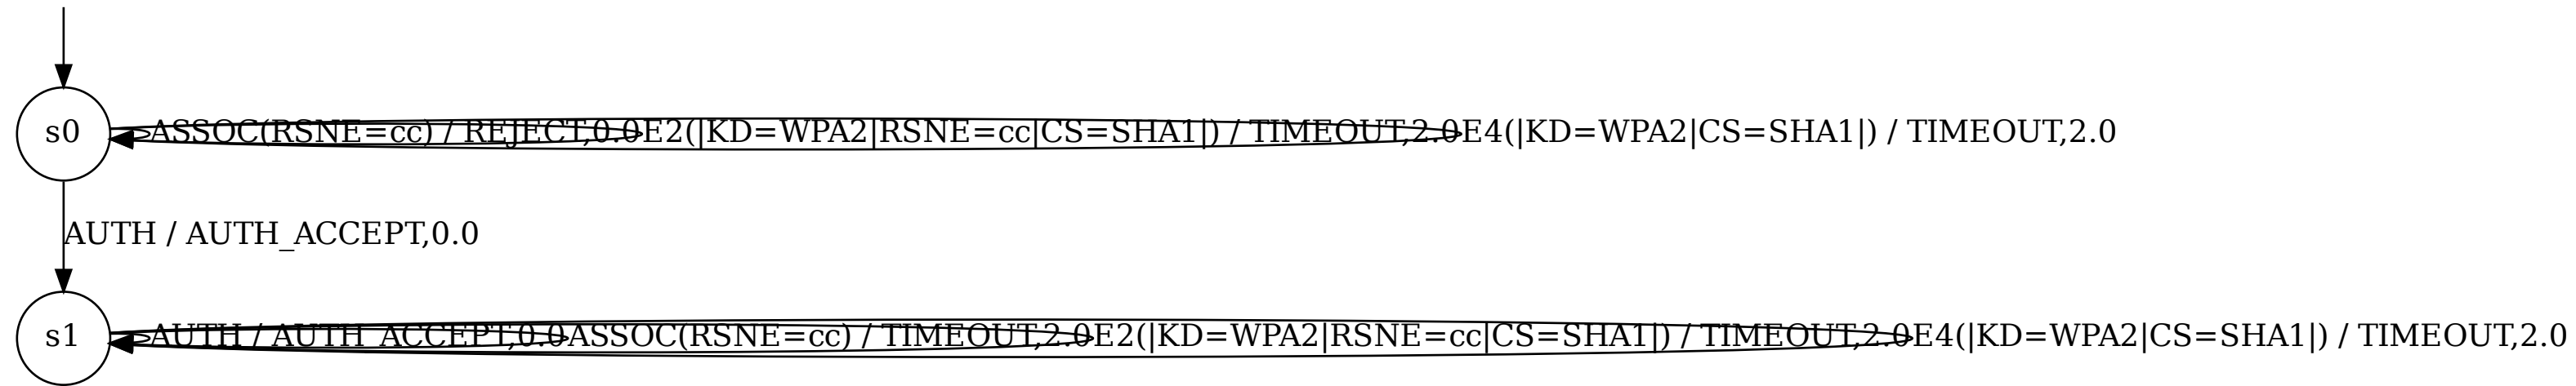 s0
ASSOC(RSNE=cc) / REJECT,0.0
E2(|KD=WPA2|RSNE=cc|CS=SHA1|) / TIMEOUT,2.0
E4(|KD=WPA2|CS=SHA1|) / TIMEOUT,2.0
AUTH / AUTH_ACCEPT,0.0
s1
AUTH / AUTH_ACCEPT,0.0
ASSOC(RSNE=cc) / TIMEOUT,2.0
E2(|KD=WPA2|RSNE=cc|CS=SHA1|) / TIMEOUT,2.0
E4(|KD=WPA2|CS=SHA1|) / TIMEOUT,2.0